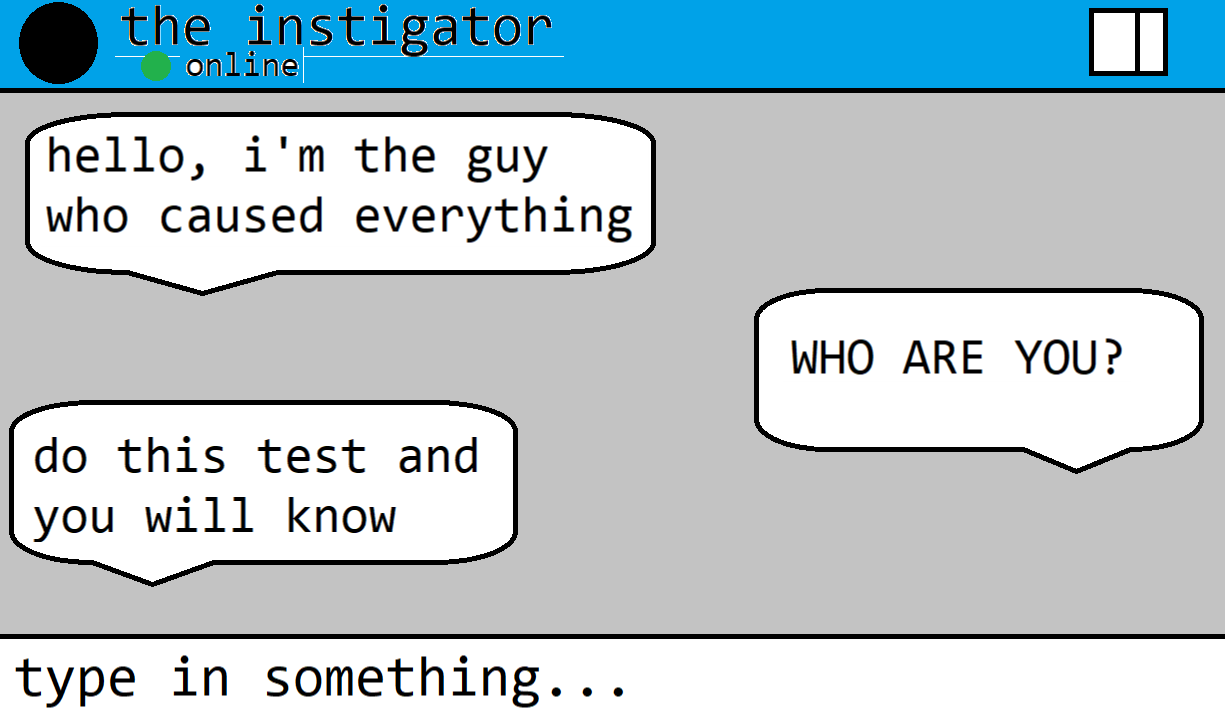 the instigator
online
hello, i'm the guy
who caused everything
WHO ARE YOU?
do this test and
you will know
type in something...